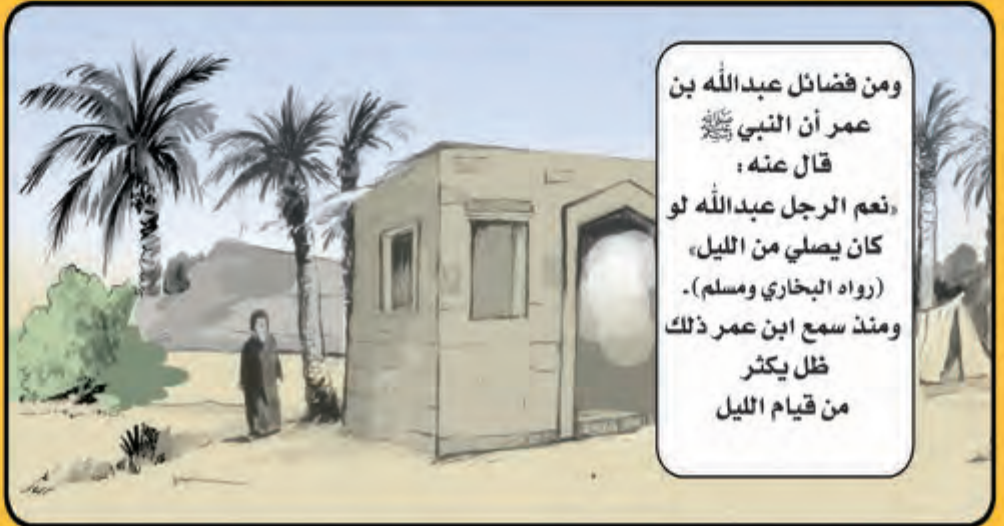 ومن فضائل عبدالله بن
عمر أن النبي ﷺ
قال عنه:
«نعم الرجل عبدالله لو
كان يصلي من الليل»
(رواه البخاري ومسلم).
ومنذ سمع ابن عمر ذلك
ظل يكثر
من قيام الليل